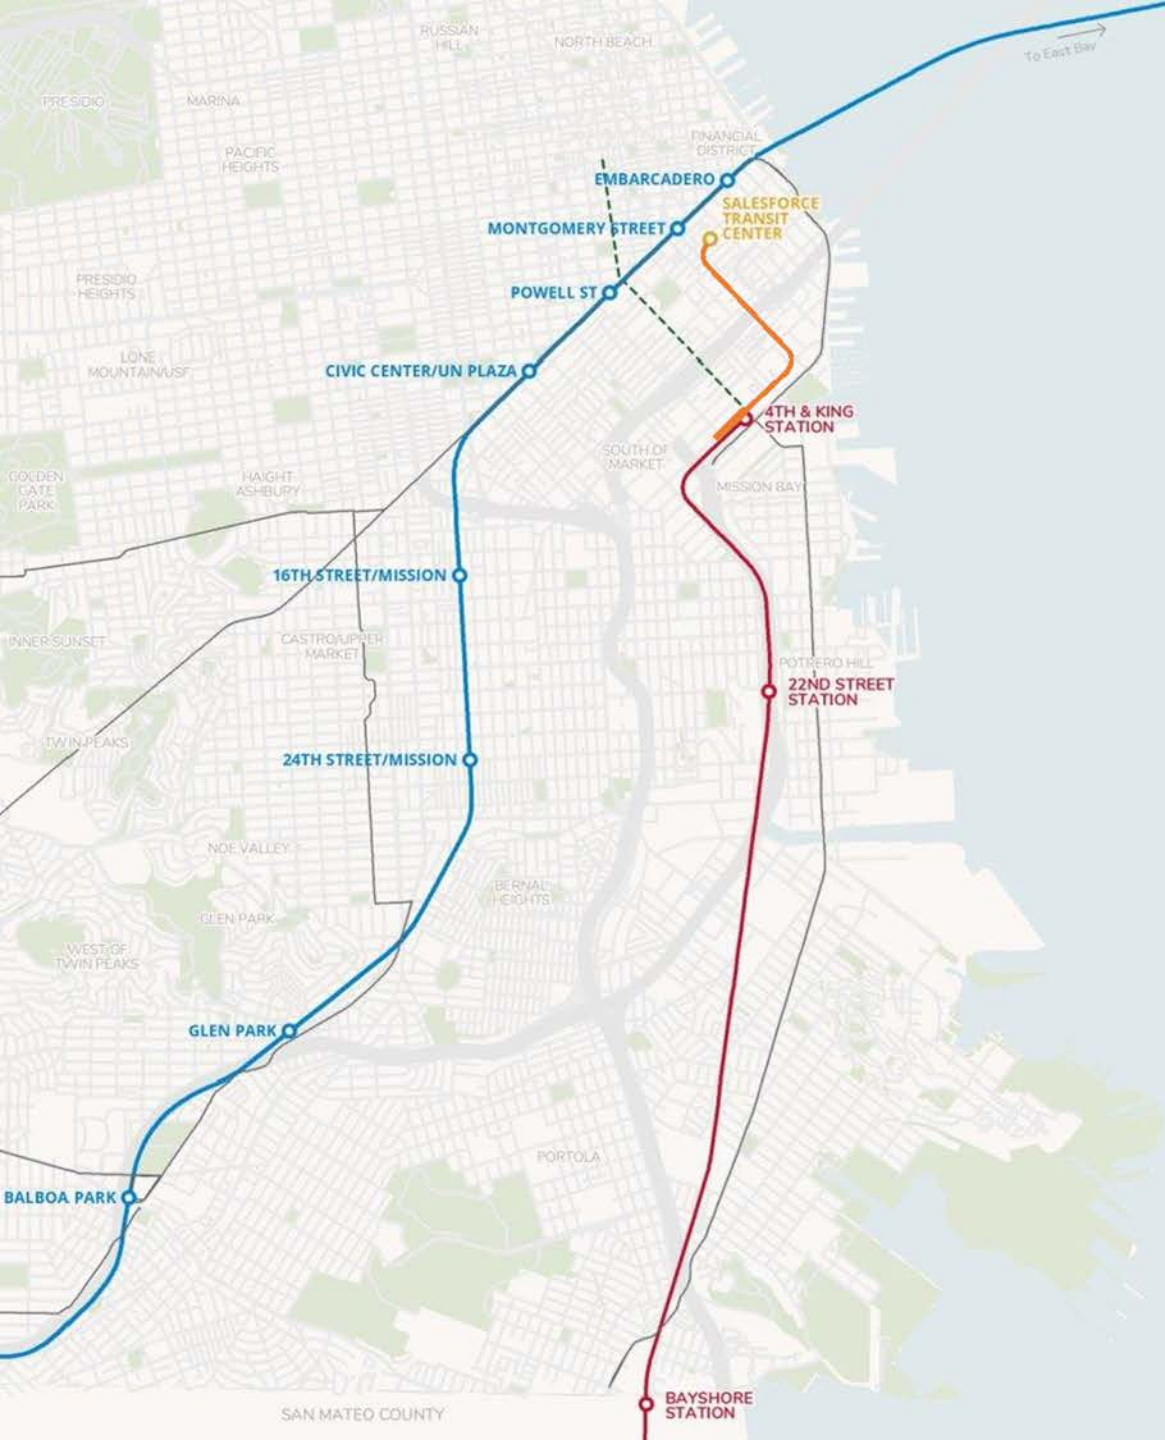 RUSSIAN
HILL
NORTH BEACH
To East Bay
PRESIDIO
MARINA
FINANCIAL
DISTRICT
PACIFIC
HEIGHTS
EMBARCADERO
SALESFORCE
TRANSIT
CENTER
MONTGOMERY STREET
PRESIDIO
HEIGHTS
POWELL ST
LONE
MOUNTAIN/USF
CIVIC CENTER/UN PLAZA
4TH & KING
STATION
SOUTH OF
MARKET
GOLDEN
GATE
PARK
HAIGHT
ASHBURY
MISSION BAY
16TH STREET/MISSION
INNER SUNSET
CASTRO/UPPER
MARKET
POTRERO HILL
22ND STREET
STATION
TWIN PEAKS
24TH STREET/MISSION
NOE VALLEY
BERNAL
HEIGHTS
GLEN PARK
WEST OF
TWIN PEAKS
GLEN PARK
PORTOLA
BALBOA PARK
BAYSHORE
STATION
SAN MATEO COUNTY